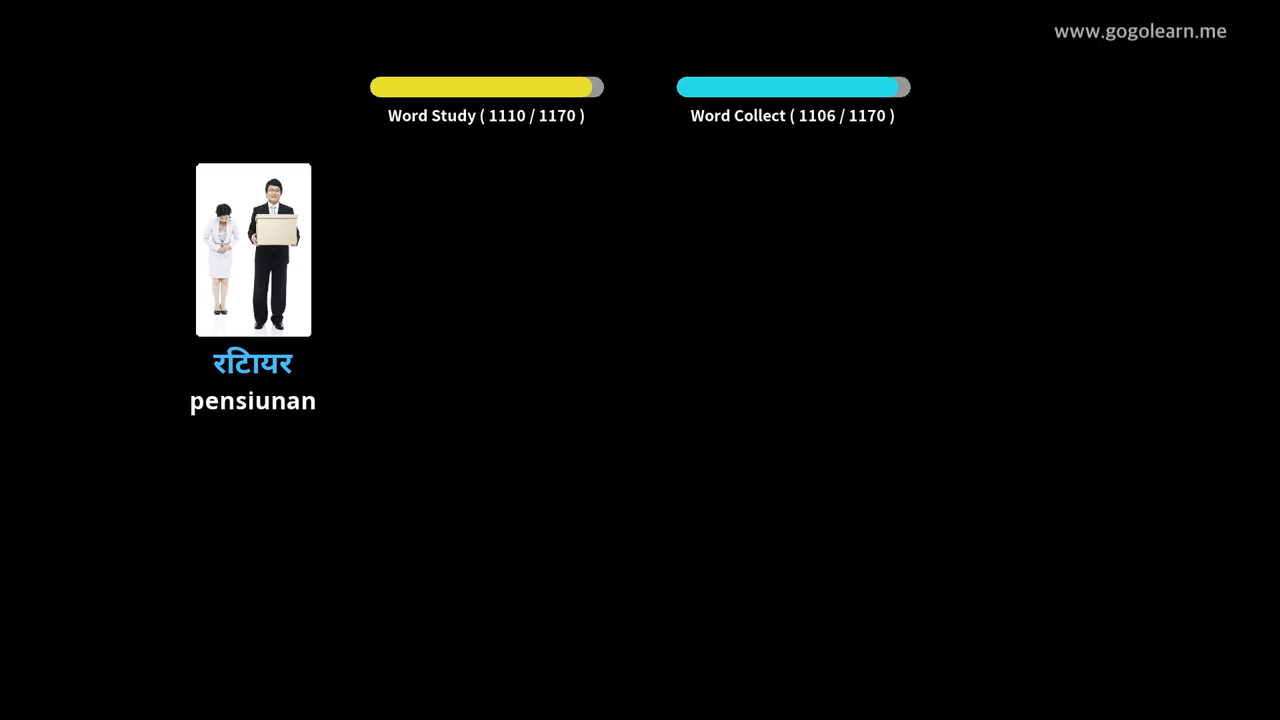 www.gogolearn.me
Word Study ( 1110 / 1170 )
Word Collect ( 1106 / 1170 )
रिटायर
pensiunan